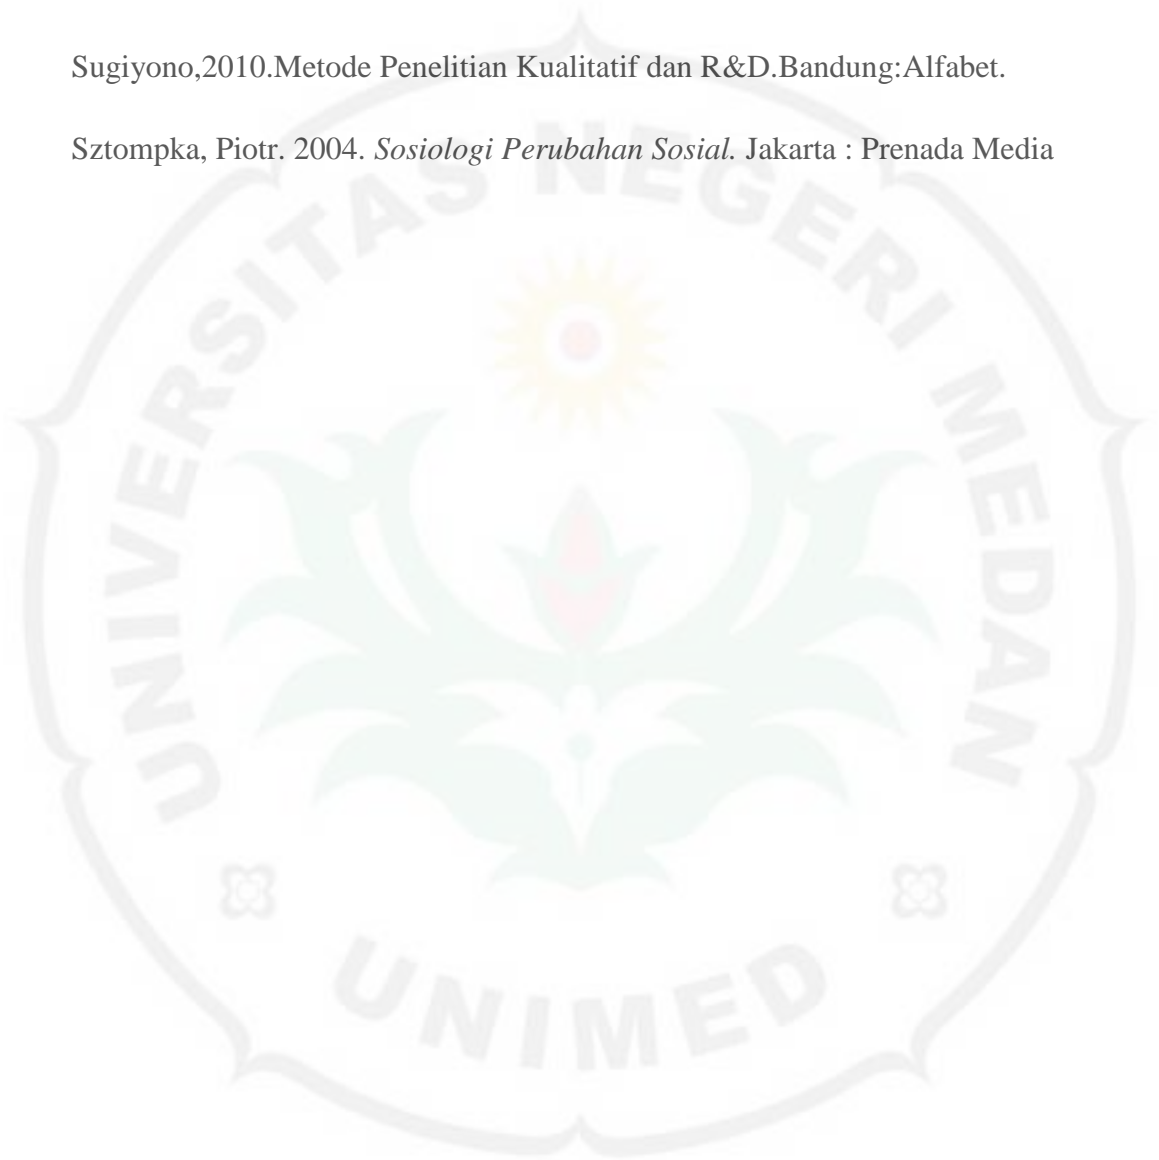 Sugiyono,2010.Metode Penelitian Kualitatif dan R&D.Bandung:Alfabet.
Sztompka, Piotr. 2004. Sosiologi Perubahan Sosial. Jakarta : Prenada Media
UNIVERSITAS NEGERI MEDAN
UNIMED